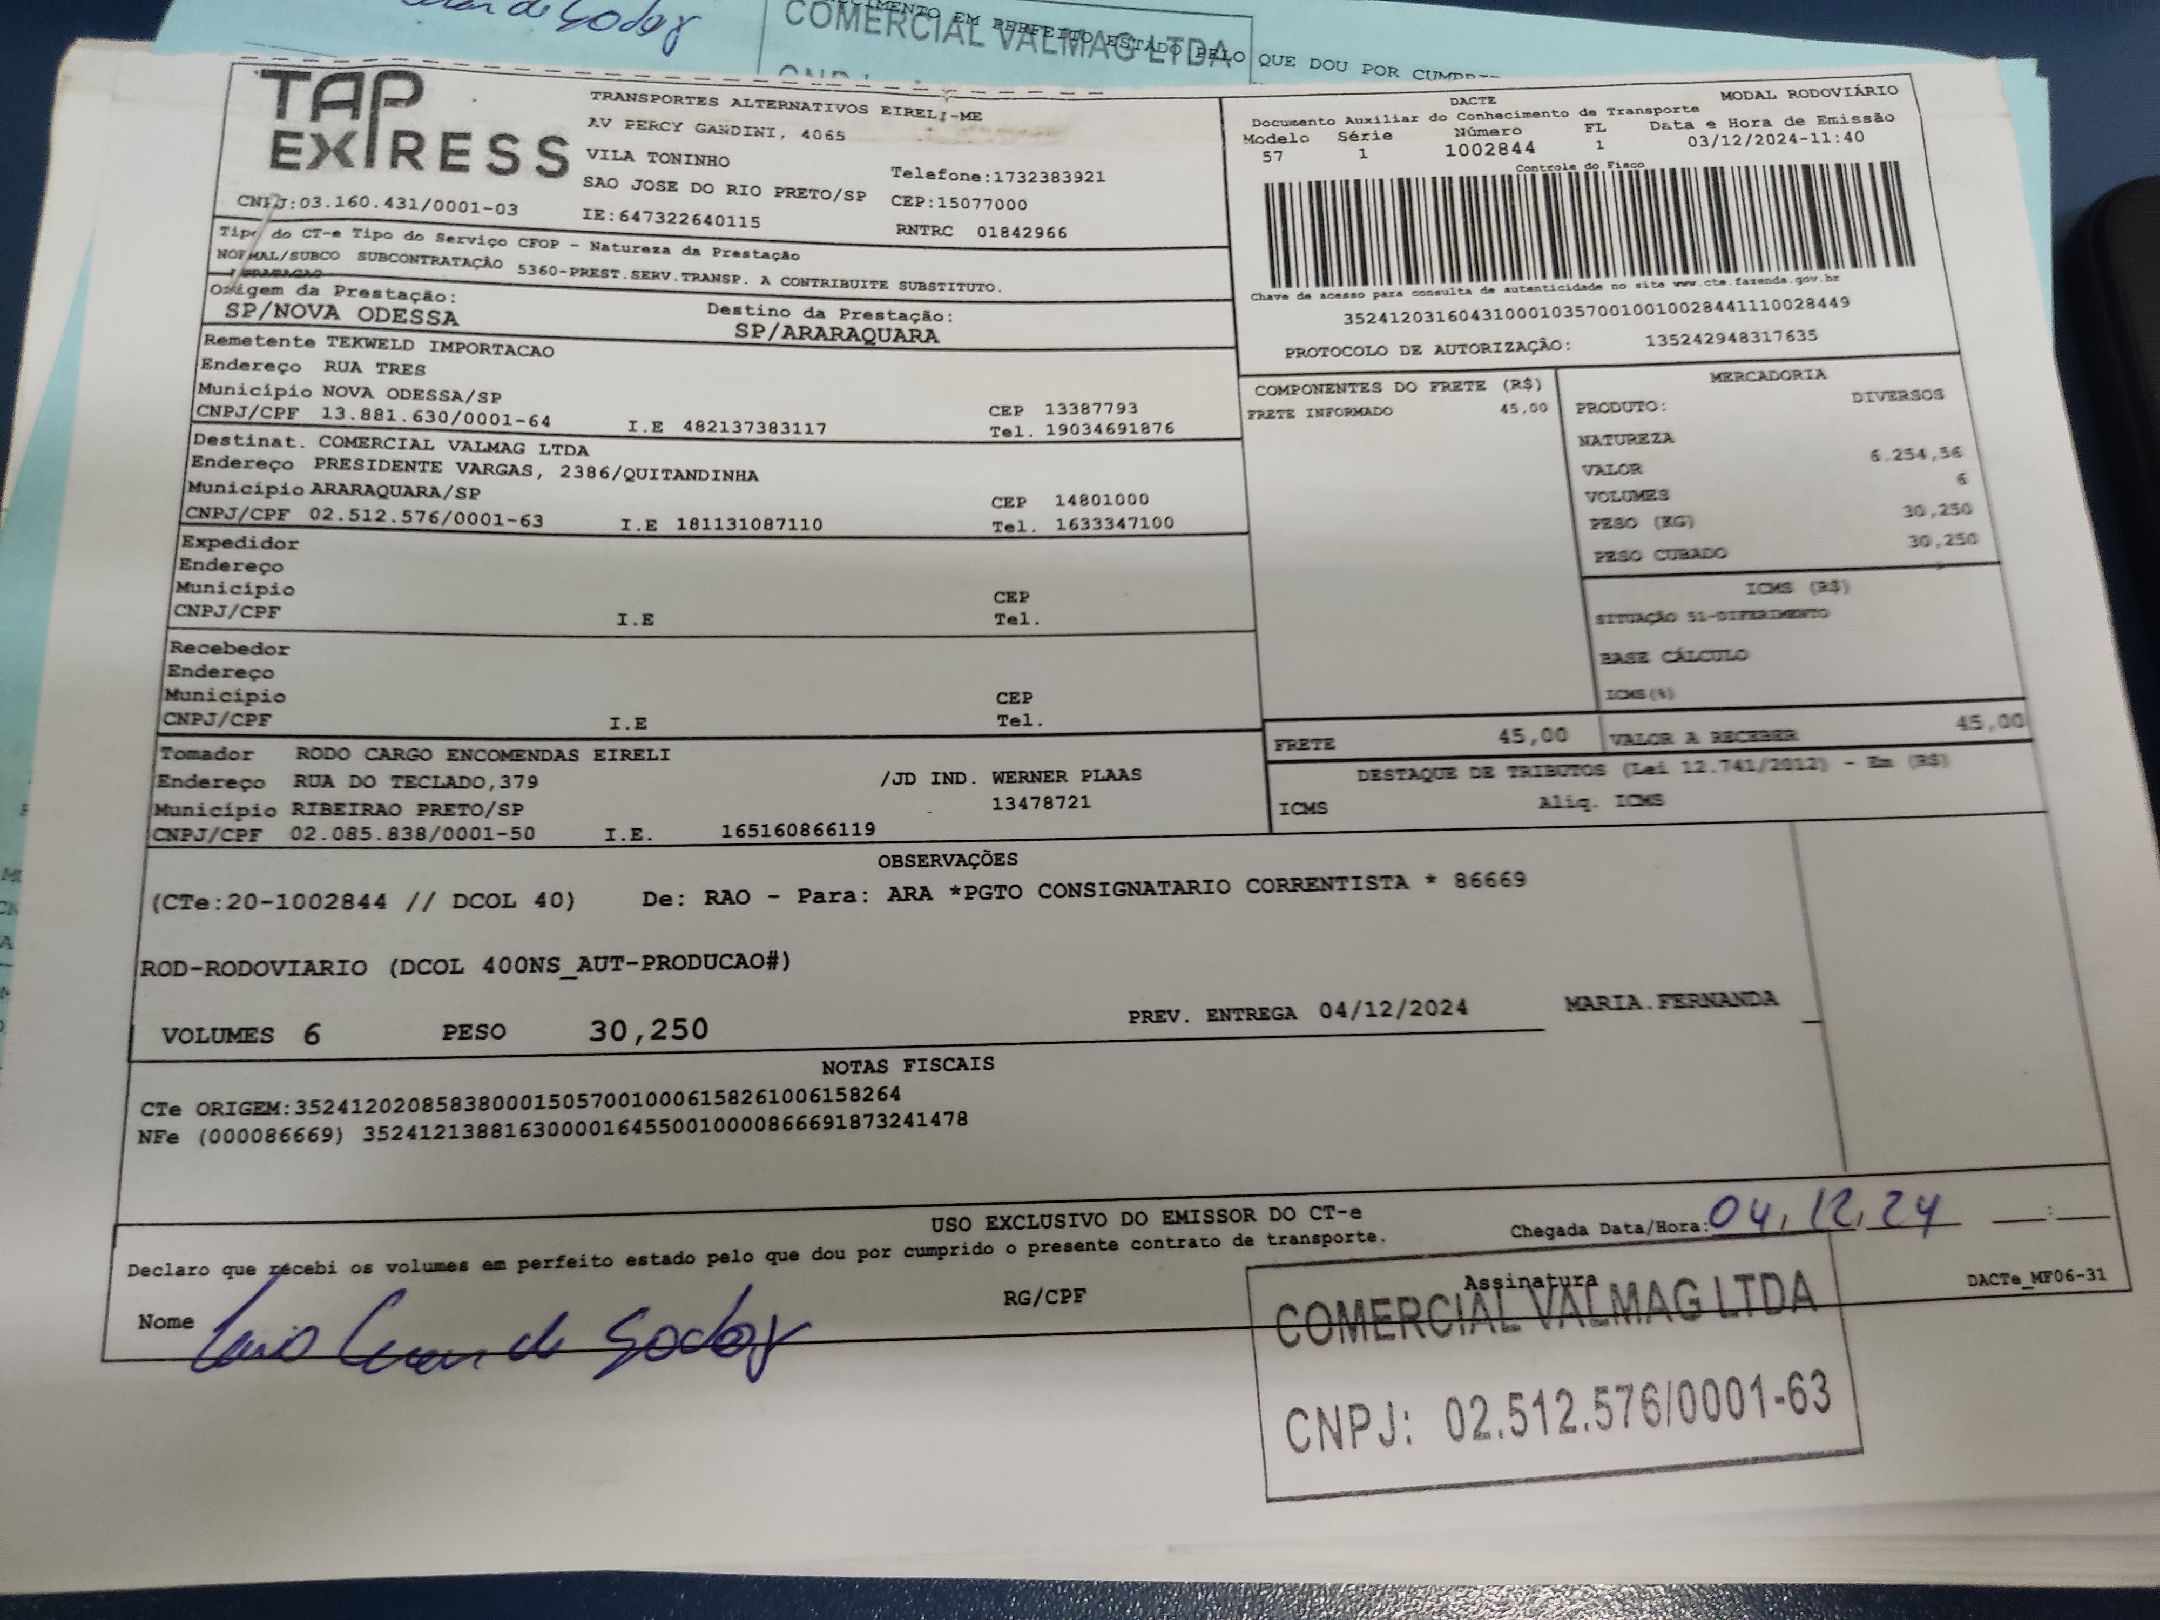 COMERCIAL VALMAG LTDA
EM PERFEITO ESTADO PELO QUE DOU POR
TAP EXPRESS
CNPJ:03.160.431/0001-03
TRANSPORTES ALTERNATIVOS EIRELI-ME
AV PERCY GANDINI, 4065
VILA TONINHO
Telefone:1732383921
SAO JOSE DO RIO PRETO/SP CEP:15077000
IE:647322640115 RNTRC 01842966
DACTE MODAL RODOVIÁRIO
Documento Auxiliar do Conhecimento de Transporte
Modelo Série Número FL Data e Hora de Emissão
57 1 1002844 1 03/12/2024-11:40
Controle do Fisco
Chave de acesso para consulta de autenticidade no site www.cte.fazenda.gov.br
35241203160431000103570010010028441110028449
PROTOCOLO DE AUTORIZAÇÃO: 135242948317635
Tipo do CT-e Tipo do Serviço CFOP - Natureza da Prestação
NORMAL/SUBCO SUBCONTRATAÇÃO 5360-PREST.SERV.TRANSP. A CONTRIBUITE SUBSTITUTO.
Origem da Prestação: Destino da Prestação:
SP/NOVA ODESSA SP/ARARAQUARA
Remetente TEKWELD IMPORTACAO
Endereço RUA TRES
Município NOVA ODESSA/SP CEP 13387793
CNPJ/CPF 13.881.630/0001-64 I.E 482137383117 Tel. 19034691876
Destinat. COMERCIAL VALMAG LTDA
Endereço PRESIDENTE VARGAS, 2386/QUITANDINHA
Município ARARAQUARA/SP CEP 14801000
CNPJ/CPF 02.512.576/0001-63 I.E 181131087110 Tel. 1633347100
Expedidor
Endereço
Município CEP
CNPJ/CPF I.E Tel.
Recebedor
Endereço
Município CEP
CNPJ/CPF I.E Tel.
Tomador RODO CARGO ENCOMENDAS EIRELI
Endereço RUA DO TECLADO,379 /JD IND. WERNER PLAAS
Município RIBEIRAO PRETO/SP 13478721
CNPJ/CPF 02.085.838/0001-50 I.E. 165160866119
COMPONENTES DO FRETE (R$)
FRETE INFORMADO 45,00
MERCADORIA
PRODUTO: DIVERSOS
NATUREZA
VALOR 6.254,56
VOLUMES 6
PESO (KG) 30,250
PESO CUBADO 30,250
ICMS (R$)
SITUAÇÃO 51-DIFERIMENTO
BASE CÁLCULO
ICMS(%)
FRETE 45,00 VALOR A RECEBER 45,00
DESTAQUE DE TRIBUTOS (Lei 12.741/2012) - Em (R$)
ICMS Aliq. ICMS
OBSERVAÇÕES
(CTe:20-1002844 // DCOL 40) De: RAO - Para: ARA *PGTO CONSIGNATARIO CORRENTISTA * 86669
ROD-RODOVIARIO (DCOL 400NS_AUT-PRODUCAO#)
VOLUMES 6 PESO 30,250 PREV. ENTREGA 04/12/2024 MARIA.FERNANDA
NOTAS FISCAIS
CTe ORIGEM:35241202085838000150570010006158261006158264
NFe (000086669) 35241213881630000164550010000866691873241478
USO EXCLUSIVO DO EMISSOR DO CT-e
Declaro que recebi os volumes em perfeito estado pelo que dou por cumprido o presente contrato de transporte.
Chegada Data/Hora: 04,12,24 :
Nome de Godoy RG/CPF Assinatura DACTe_MF06-31
COMERCIAL VALMAG LTDA
CNPJ: 02.512.576/0001-63